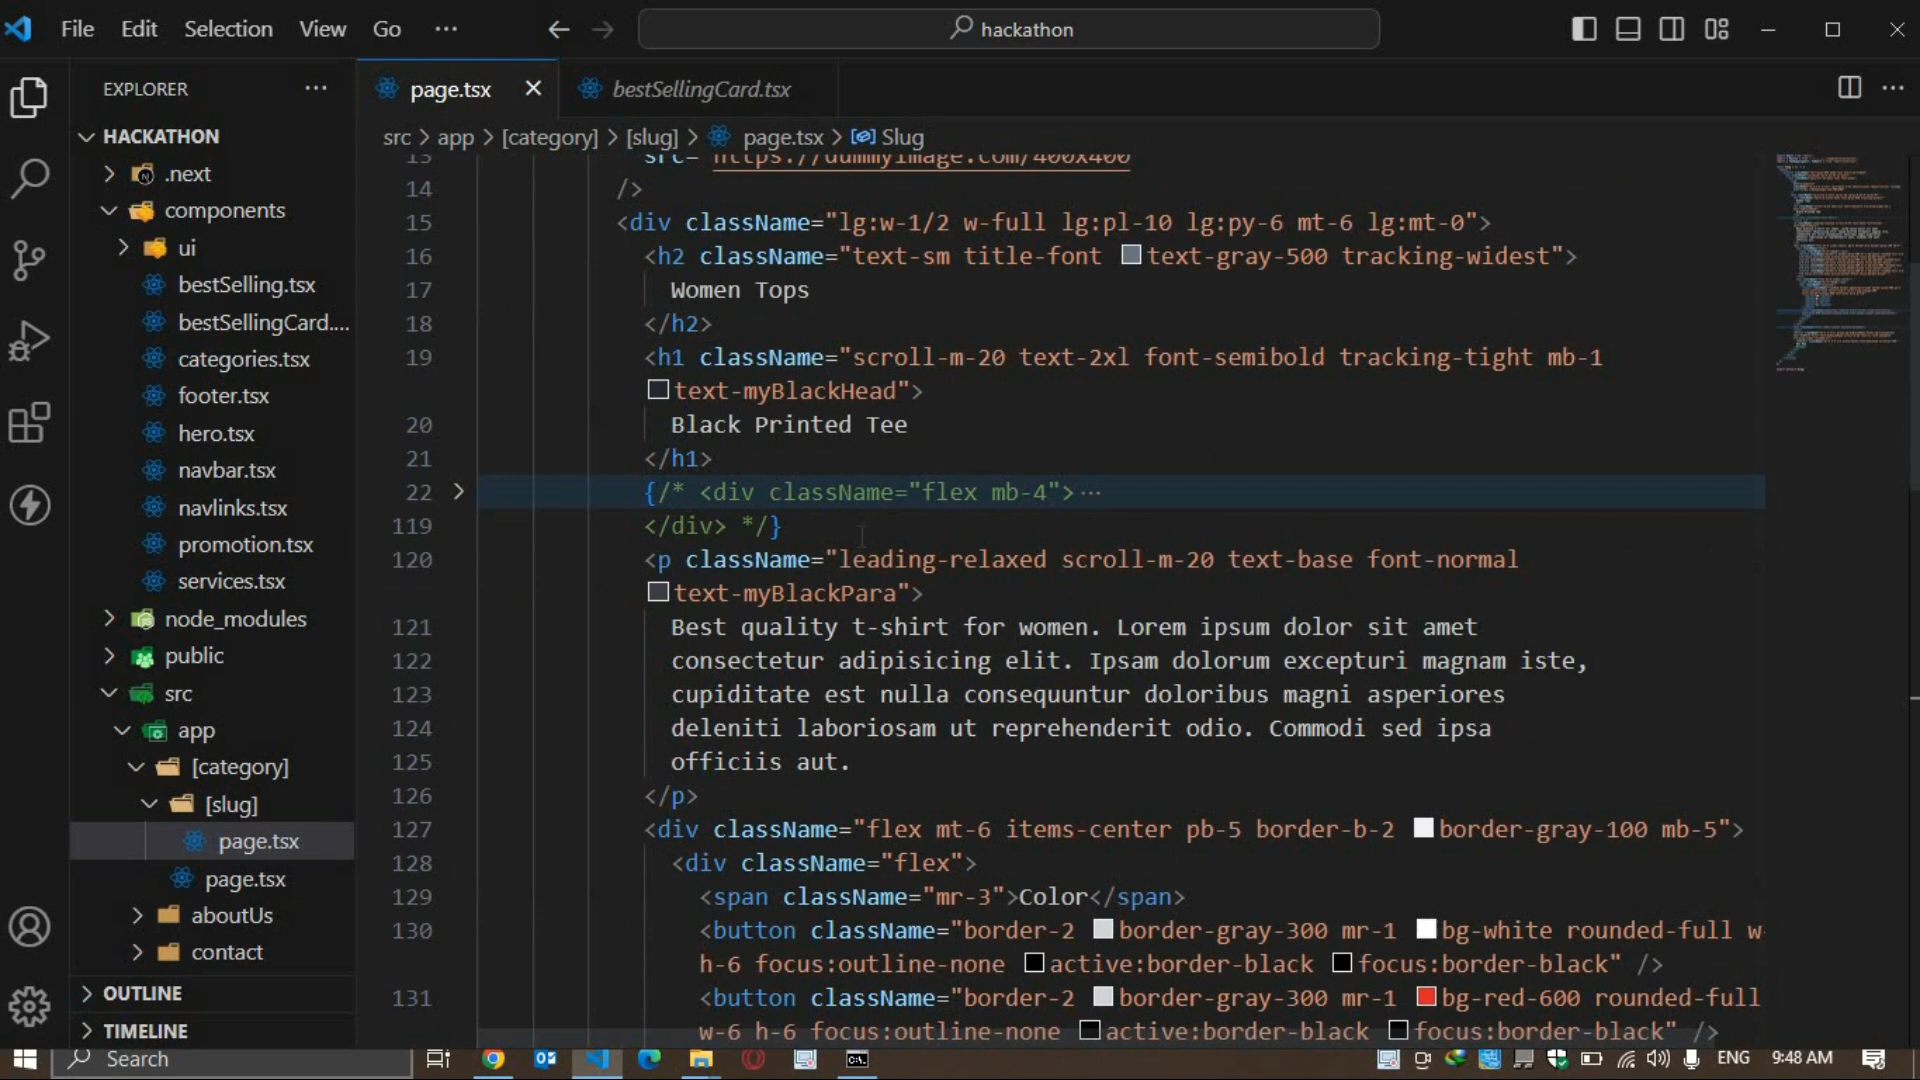 File Edit Selection View Go ··· hackathon
EXPLORER ···
page.tsx
bestSellingCard.tsx
HACKATHON
.next
components
ui
bestSelling.tsx
bestSellingCard....
categories.tsx
footer.tsx
hero.tsx
navbar.tsx
navlinks.tsx
promotion.tsx
services.tsx
node_modules
public
src
app
[category]
[slug]
page.tsx
page.tsx
aboutUs
contact
OUTLINE
TIMELINE
src > app > [category] > [slug] > page.tsx > Slug
13 src="https://dummyimage.com/400x400"
14 />
15 <div className="lg:w-1/2 w-full lg:pl-10 lg:py-6 mt-6 lg:mt-0">
16 <h2 className="text-sm title-font text-gray-500 tracking-widest">
17 Women Tops
18 </h2>
19 <h1 className="scroll-m-20 text-2xl font-semibold tracking-tight mb-1
text-myBlackHead">
20 Black Printed Tee
21 </h1>
22 {/* <div className="flex mb-4">···
119 </div> */}
120 <p className="leading-relaxed scroll-m-20 text-base font-normal
text-myBlackPara">
121 Best quality t-shirt for women. Lorem ipsum dolor sit amet
122 consectetur adipisicing elit. Ipsam dolorum excepturi magnam iste,
123 cupiditate est nulla consequuntur doloribus magni asperiores
124 deleniti laboriosam ut reprehenderit odio. Commodi sed ipsa
125 officiis aut.
126 </p>
127 <div className="flex mt-6 items-center pb-5 border-b-2 border-gray-100 mb-5">
128 <div className="flex">
129 <span className="mr-3">Color</span>
130 <button className="border-2 border-gray-300 mr-1 bg-white rounded-full w-
h-6 focus:outline-none active:border-black focus:border-black" />
131 <button className="border-2 border-gray-300 mr-1 bg-red-600 rounded-full
w-6 h-6 focus:outline-none active:border-black focus:border-black" />
Search
ENG 9:48 AM